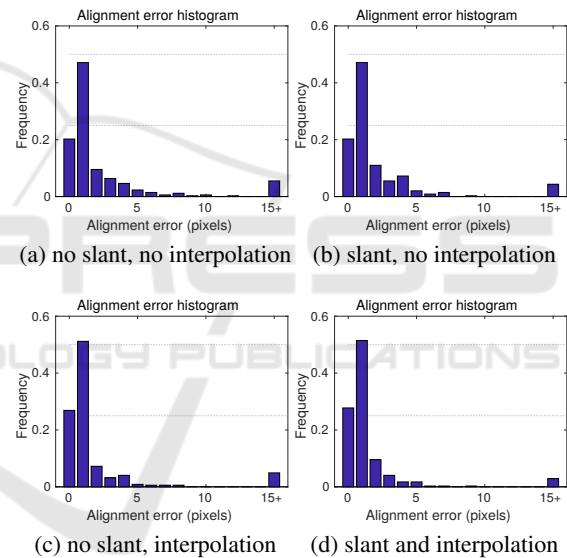 Alignment error histogram
0.6
0.4
0.2
0
Frequency
0 5 10 15+
Alignment error (pixels)
(a) no slant, no interpolation
Alignment error histogram
0.6
0.4
0.2
0
Frequency
0 5 10 15+
Alignment error (pixels)
(b) slant, no interpolation
Alignment error histogram
0.6
0.4
0.2
0
Frequency
0 5 10 15+
Alignment error (pixels)
(c) no slant, interpolation
Alignment error histogram
0.6
0.4
0.2
0
Frequency
0 5 10 15+
Alignment error (pixels)
(d) slant and interpolation
PRESS
OLOGY PUBLICATIONS